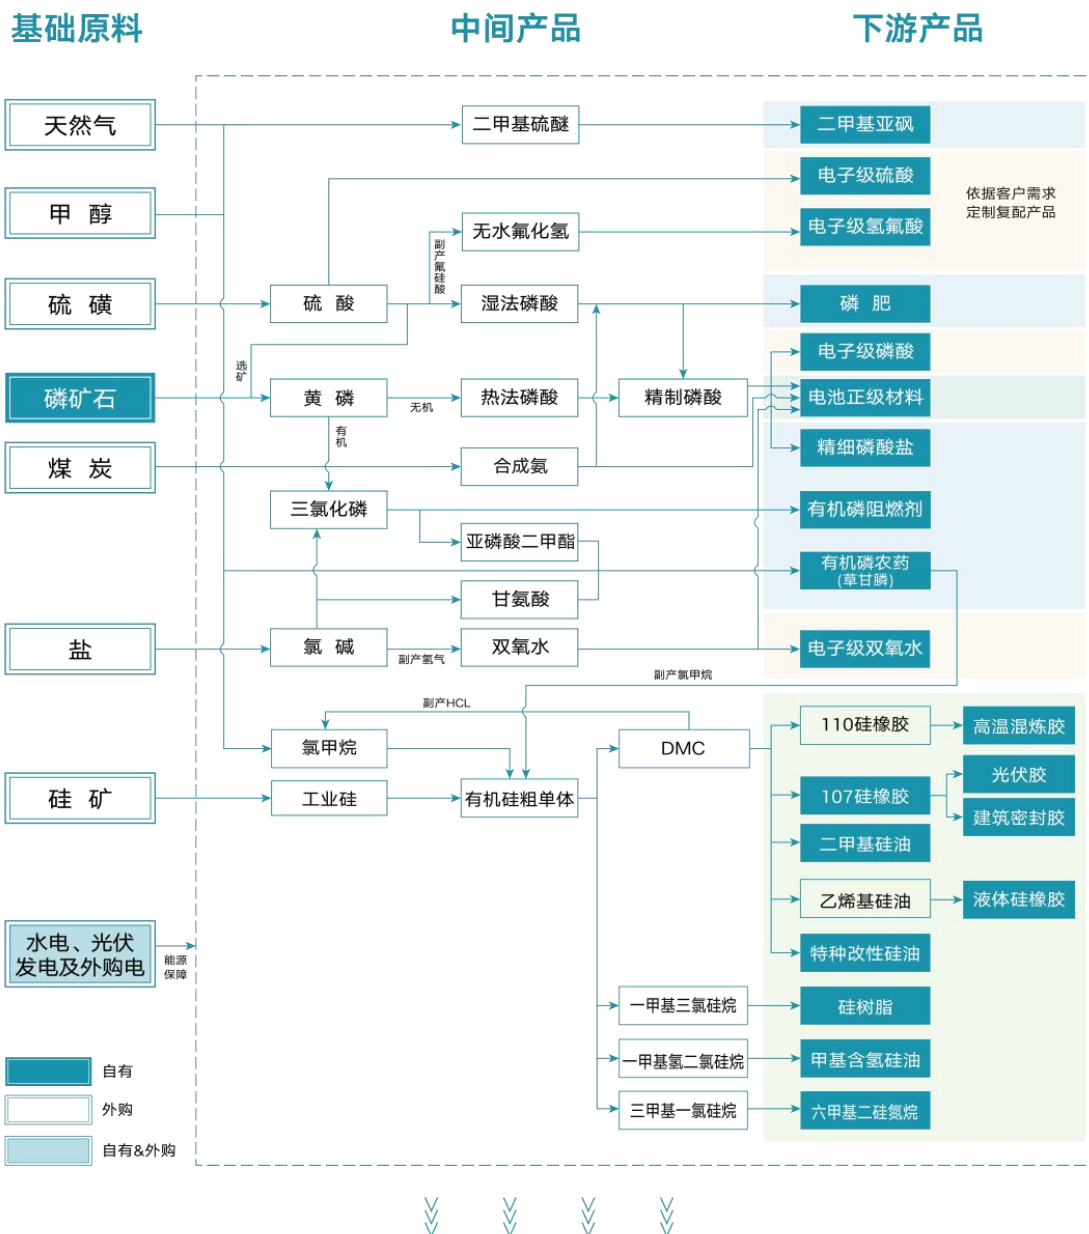 基础原料
中间产品
下游产品
天然气
二甲基硫醚
二甲基亚砜
电子级硫酸
依据客户需求
定制复配产品
甲醇
无水氟化氢
电子级氢氟酸
副产氟硅酸
硫磺
硫酸
湿法磷酸
磷肥
电子级磷酸
选矿
磷矿石
黄磷
无机
热法磷酸
精制磷酸
电池正级材料
有机
煤炭
合成氨
精细磷酸盐
三氯化磷
有机磷阻燃剂
亚磷酸二甲酯
有机磷农药
(草甘膦)
甘氨酸
盐
氯碱
副产氢气
双氧水
电子级双氧水
副产氯甲烷
副产HCL
氯甲烷
DMC
110硅橡胶
高温混炼胶
光伏胶
硅矿
工业硅
有机硅粗单体
107硅橡胶
建筑密封胶
二甲基硅油
乙烯基硅油
液体硅橡胶
水电、光伏
发电及外购电
能源
保障
特种改性硅油
一甲基三氯硅烷
硅树脂
一甲基氢二氯硅烷
甲基含氢硅油
三甲基一氯硅烷
六甲基二硅氮烷
自有
外购
自有&外购